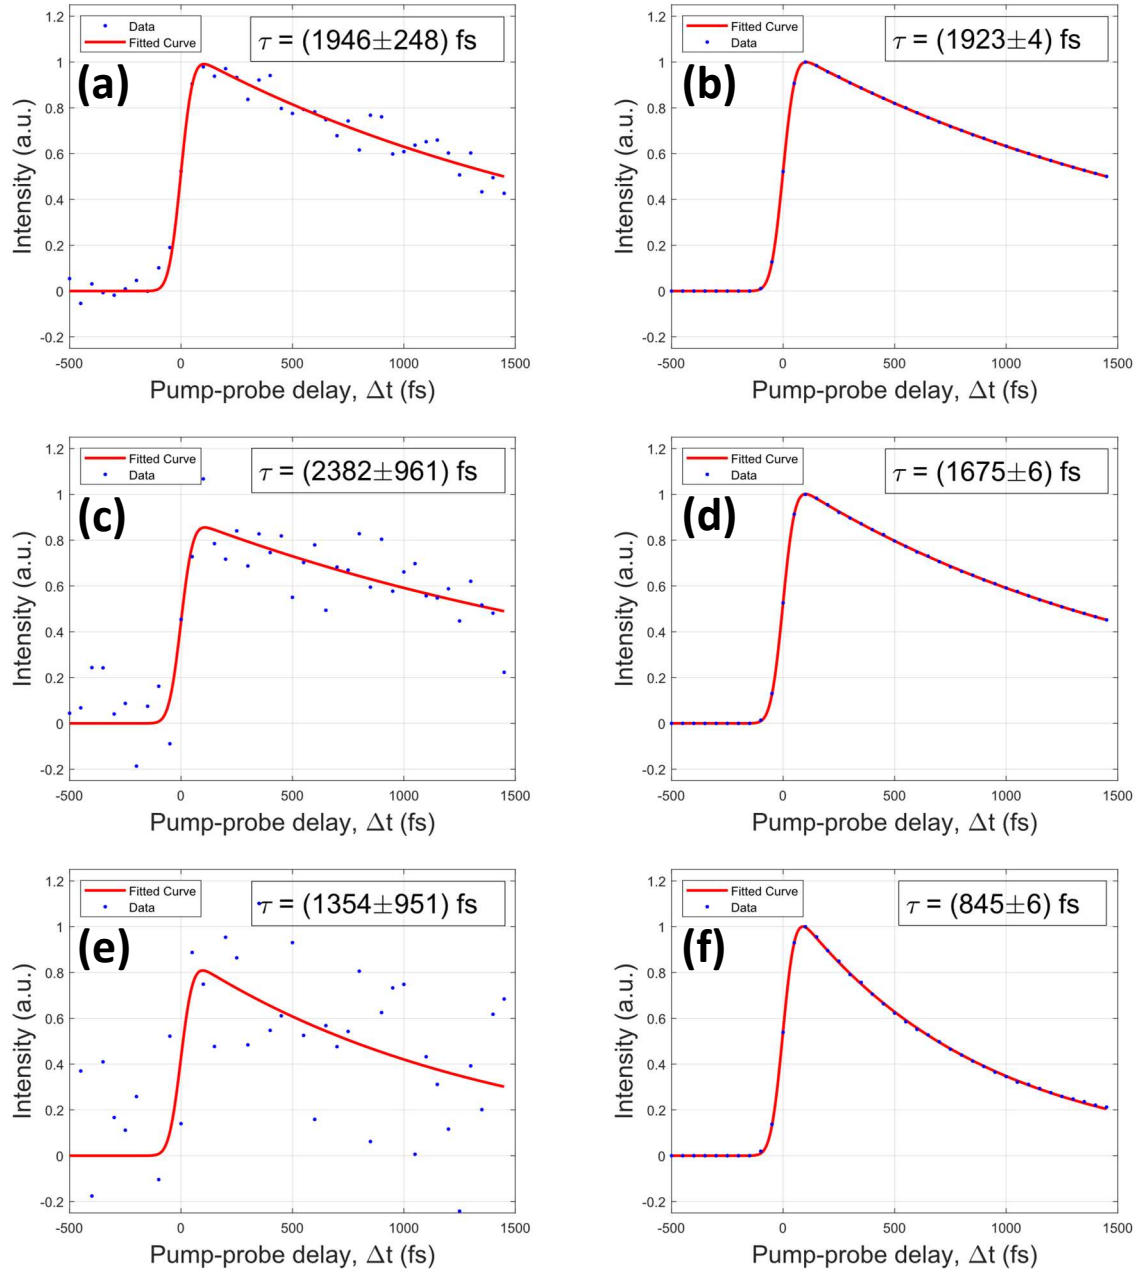 (a)
Data
Fitted Curve
τ = (1946±248) fs
1.2
1
0.8
0.6
0.4
0.2
0
-0.2
-500
0
500
1000
1500
Intensity (a.u.)
Pump-probe delay, Δt (fs)
(b)
Fitted Curve
Data
τ = (1923±4) fs
1.2
1
0.8
0.6
0.4
0.2
0
-0.2
-500
0
500
1000
1500
Intensity (a.u.)
Pump-probe delay, Δt (fs)
(c)
Fitted Curve
Data
τ = (2382±961) fs
1.2
1
0.8
0.6
0.4
0.2
0
-0.2
-500
0
500
1000
1500
Intensity (a.u.)
Pump-probe delay, Δt (fs)
(d)
Fitted Curve
Data
τ = (1675±6) fs
1.2
1
0.8
0.6
0.4
0.2
0
-0.2
-500
0
500
1000
1500
Intensity (a.u.)
Pump-probe delay, Δt (fs)
(e)
Fitted Curve
Data
τ = (1354±951) fs
1.2
1
0.8
0.6
0.4
0.2
0
-0.2
-500
0
500
1000
1500
Intensity (a.u.)
Pump-probe delay, Δt (fs)
(f)
Fitted Curve
Data
τ = (845±6) fs
1.2
1
0.8
0.6
0.4
0.2
0
-0.2
-500
0
500
1000
1500
Intensity (a.u.)
Pump-probe delay, Δt (fs)